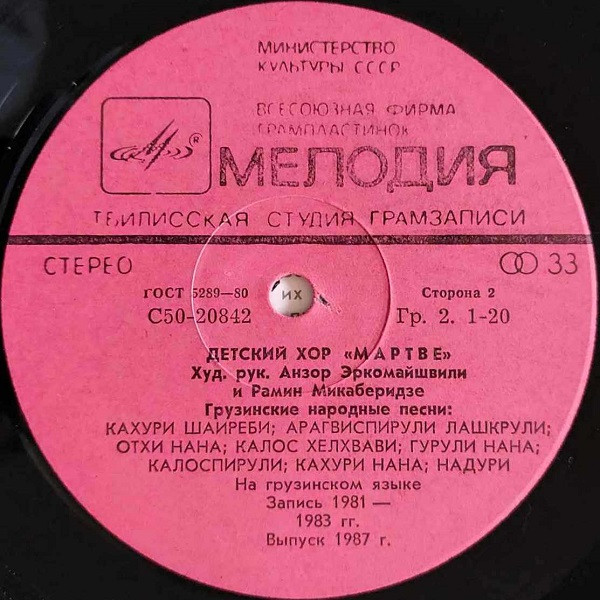 МИНИСТЕРСТВО
КУЛЬТУРЫ СССР
ВСЕСОЮЗНАЯ ФИРМА
ГРАМПЛАСТИНОК
®
МЕЛОДИЯ
ТБИЛИССКАЯ СТУДИЯ ГРАМЗАПИСИ
СТЕРЕО
33
ГОСТ 5289—80
их
Сторона 2
С50-20842
Гр. 2. 1-20
ДЕТСКИЙ ХОР «МАРТВЕ»
Худ. рук. Анзор Эркомайшвили
и Рамин Микаберидзе
Грузинские народные песни:
КАХУРИ ШАИРЕБИ; АРАГВИСПИРУЛИ ЛАШКРУЛИ;
ОТХИ НАНА; КАЛОС ХЕЛХВАВИ; ГУРУЛИ НАНА;
КАЛОСПИРУЛИ; КАХУРИ НАНА; НАДУРИ
На грузинском языке
Запись 1981 —
1983 гг.
Выпуск 1987 г.